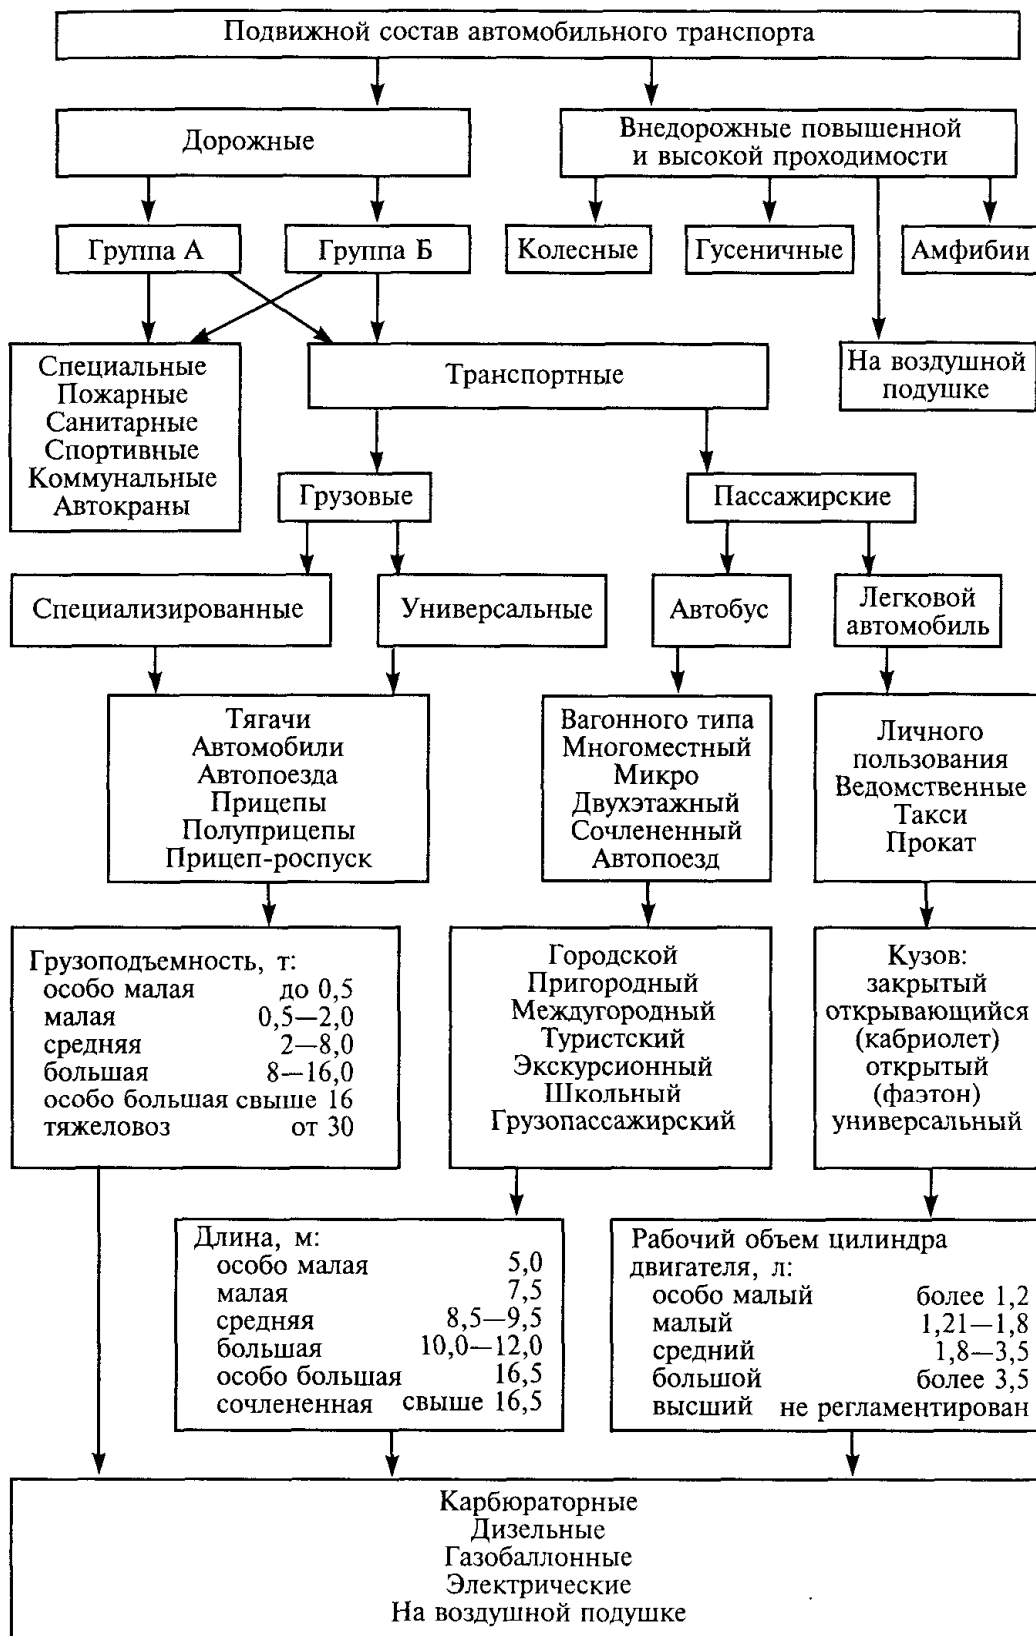 Подвижной состав автомобильного транспорта
Дорожные
Внедорожные повышенной
и высокой проходимости
Группа А
Группа Б
Колесные
Гусеничные
Амфибии
На воздушной
подушке
Специальные
Пожарные
Санитарные
Спортивные
Коммунальные
Автокраны
Транспортные
Грузовые
Пассажирские
Специализированные
Универсальные
Автобус
Легковой
автомобиль
Тягачи
Автомобили
Автопоезда
Прицепы
Полуприцепы
Прицеп-роспуск
Вагонного типа
Многоместный
Микро
Двухэтажный
Сочлененный
Автопоезд
Личного
пользования
Ведомственные
Такси
Прокат
Грузоподъемность, т:
особо малая до 0,5
малая 0,5—2,0
средняя 2—8,0
большая 8—16,0
особо большая свыше 16
тяжеловоз от 30
Городской
Пригородный
Междугородный
Туристский
Экскурсионный
Школьный
Грузопассажирский
Кузов:
закрытый
открывающийся
(кабриолет)
открытый
(фаэтон)
универсальный
Длина, м:
особо малая 5,0
малая 7,5
средняя 8,5—9,5
большая 10,0—12,0
особо большая 16,5
сочлененная свыше 16,5
Рабочий объем цилиндра
двигателя, л:
особо малый более 1,2
малый 1,21—1,8
средний 1,8—3,5
большой более 3,5
высший не регламентирован
Карбюраторные
Дизельные
Газобаллонные
Электрические
На воздушной подушке